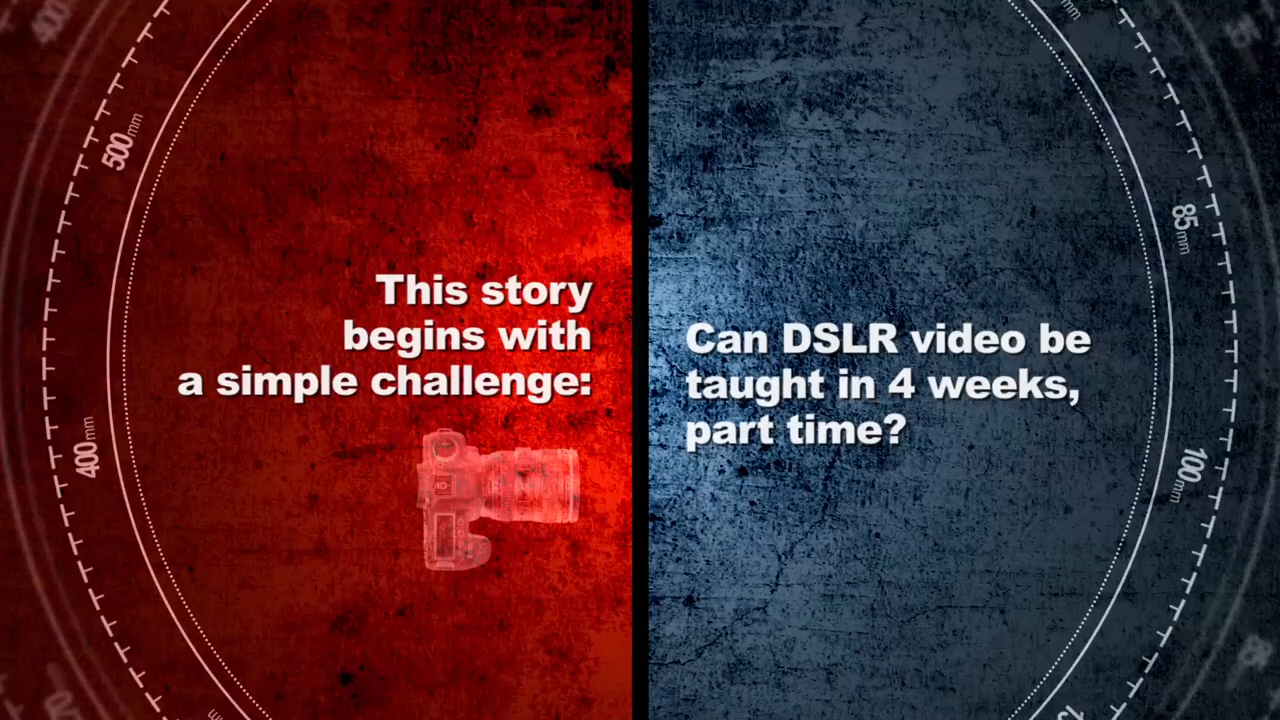 This story
begins with
a simple challenge:
Can DSLR video be
taught in 4 weeks,
part time?
500mm
400mm
85mm
100mm
mm